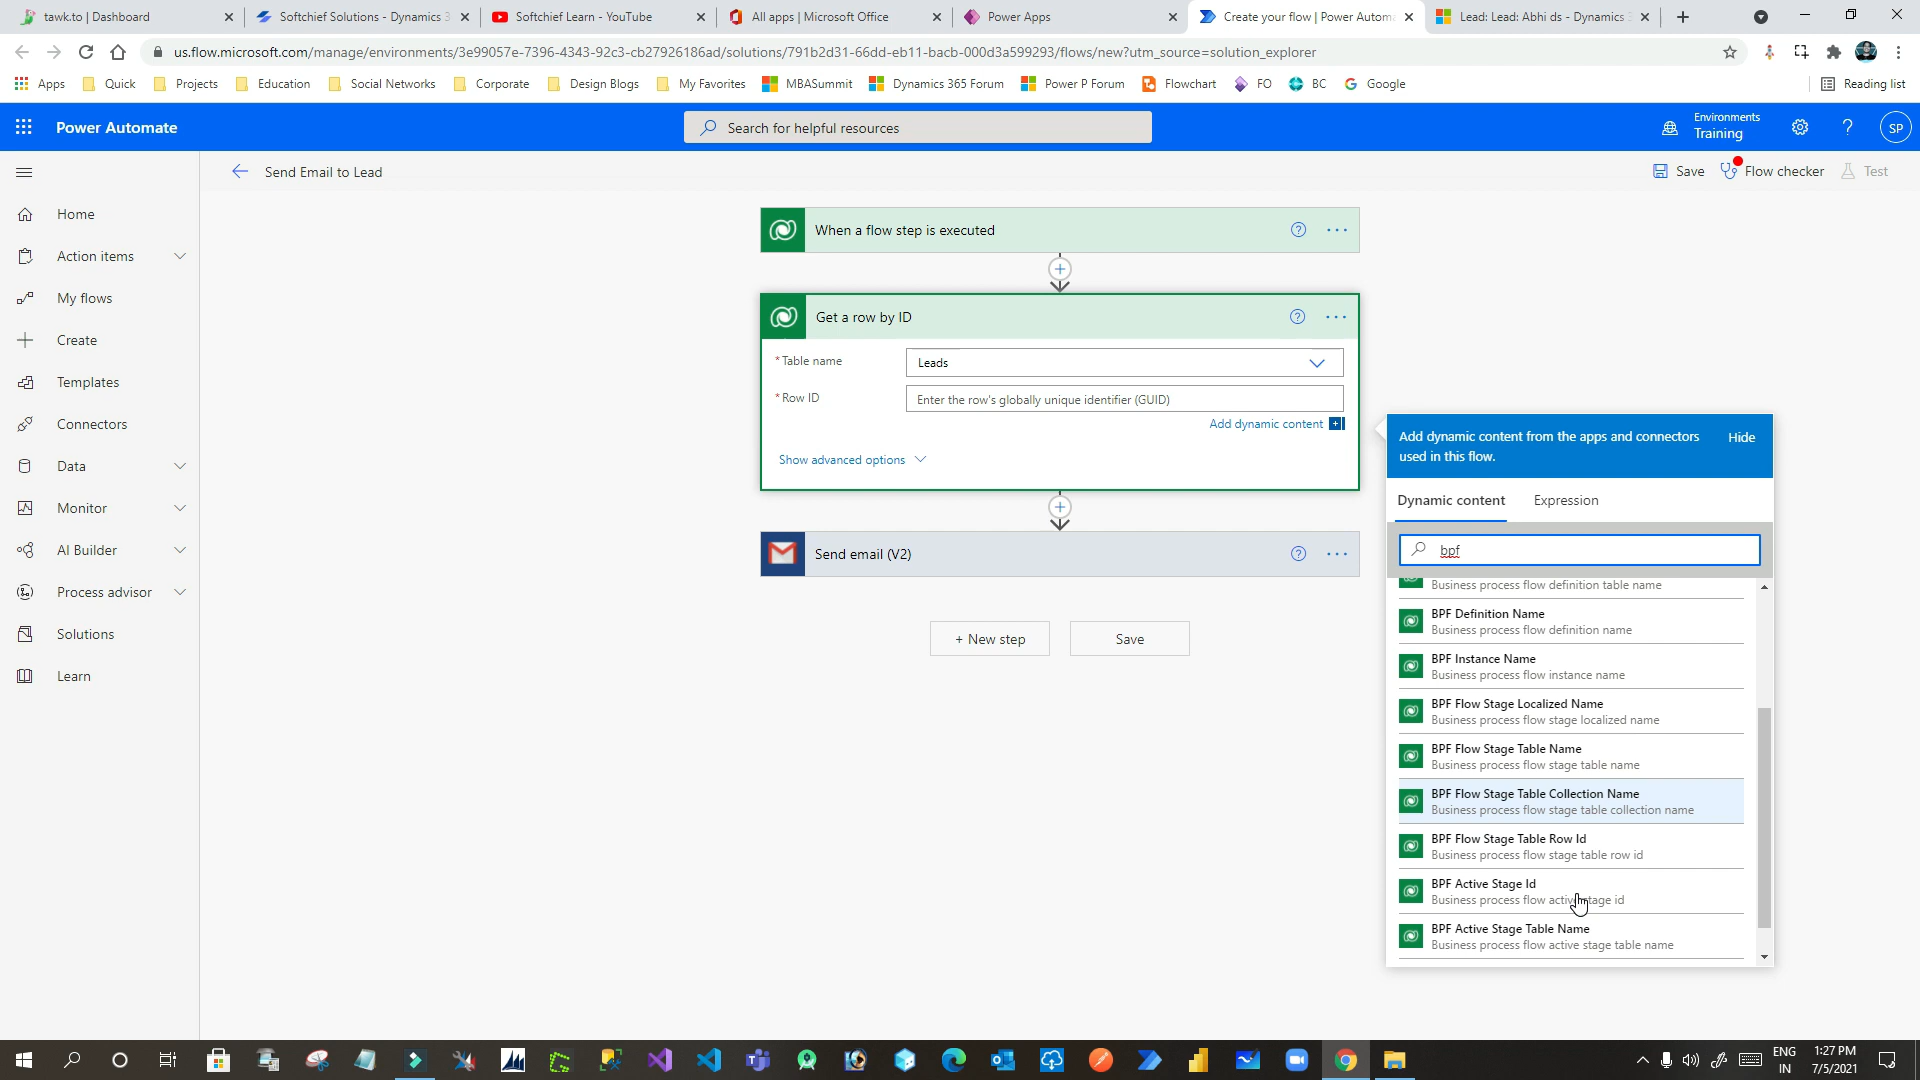 tawk.to | Dashboard
Softchief Solutions - Dynamics 3
Softchief Learn - YouTube
All apps | Microsoft Office
Power Apps
Create your flow | Power Automa
Lead: Lead: Abhi ds - Dynamics 3
us.flow.microsoft.com/manage/environments/3e99057e-7396-4343-92c3-cb27926186ad/solutions/791b2d31-66dd-eb11-bacb-000d3a599293/flows/new?utm_source=solution_explorer
Apps
Quick
Projects
Education
Social Networks
Corporate
Design Blogs
My Favorites
MBASummit
Dynamics 365 Forum
Power P Forum
Flowchart
FO
BC
Google
Reading list
Power Automate
Search for helpful resources
Environments
Training
?
SP
Send Email to Lead
Save
Flow checker
Test
Home
Action items
My flows
Create
Templates
Connectors
Data
Monitor
AI Builder
Process advisor
Solutions
Learn
When a flow step is executed
Get a row by ID
*Table name
Leads
*Row ID
Enter the row's globally unique identifier (GUID)
Add dynamic content
Show advanced options
Send email (V2)
+ New step
Save
Add dynamic content from the apps and connectors
used in this flow.
Hide
Dynamic content
Expression
bpf
Business process flow definition table name
BPF Definition Name
Business process flow definition name
BPF Instance Name
Business process flow instance name
BPF Flow Stage Localized Name
Business process flow stage localized name
BPF Flow Stage Table Name
Business process flow stage table name
BPF Flow Stage Table Collection Name
Business process flow stage table collection name
BPF Flow Stage Table Row Id
Business process flow stage table row id
BPF Active Stage Id
Business process flow active stage id
BPF Active Stage Table Name
Business process flow active stage table name
ENG
IN
1:27 PM
7/5/2021